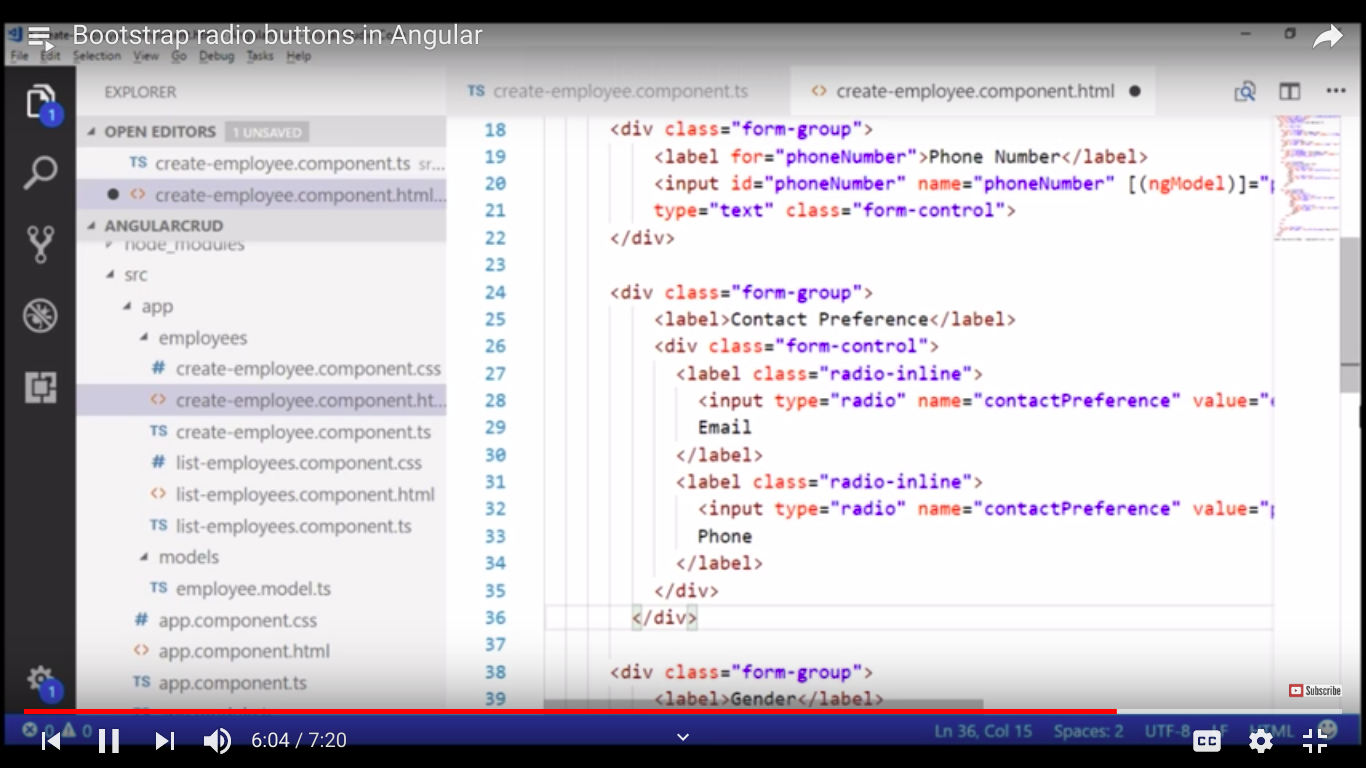 Bootstrap radio buttons in Angular
File Edit Selection View Go Debug Tasks Help
EXPLORER
OPEN EDITORS 1 UNSAVED
TS create-employee.component.ts sr...
<> create-employee.component.html...
ANGULARCRUD
node_modules
src
app
employees
# create-employee.component.css
<> create-employee.component.ht...
TS create-employee.component.ts
# list-employees.component.css
<> list-employees.component.html
TS list-employees.component.ts
models
TS employee.model.ts
# app.component.css
<> app.component.html
TS app.component.ts
1
1
TS create-employee.component.ts
<> create-employee.component.html ●
18 <div class="form-group">
19 <label for="phoneNumber">Phone Number</label>
20 <input id="phoneNumber" name="phoneNumber" [(ngModel)]="
21 type="text" class="form-control">
22 </div>
23
24 <div class="form-group">
25 <label>Contact Preference</label>
26 <div class="form-control">
27 <label class="radio-inline">
28 <input type="radio" name="contactPreference" value="
29 Email
30 </label>
31 <label class="radio-inline">
32 <input type="radio" name="contactPreference" value="
33 Phone
34 </label>
35 </div>
36 </div>
37
38 <div class="form-group">
39 <label>Gender</label>
Subscribe
0 0 Ln 36, Col 15 Spaces: 2 UTF-8 LF HTML
6:04 / 7:20 CC